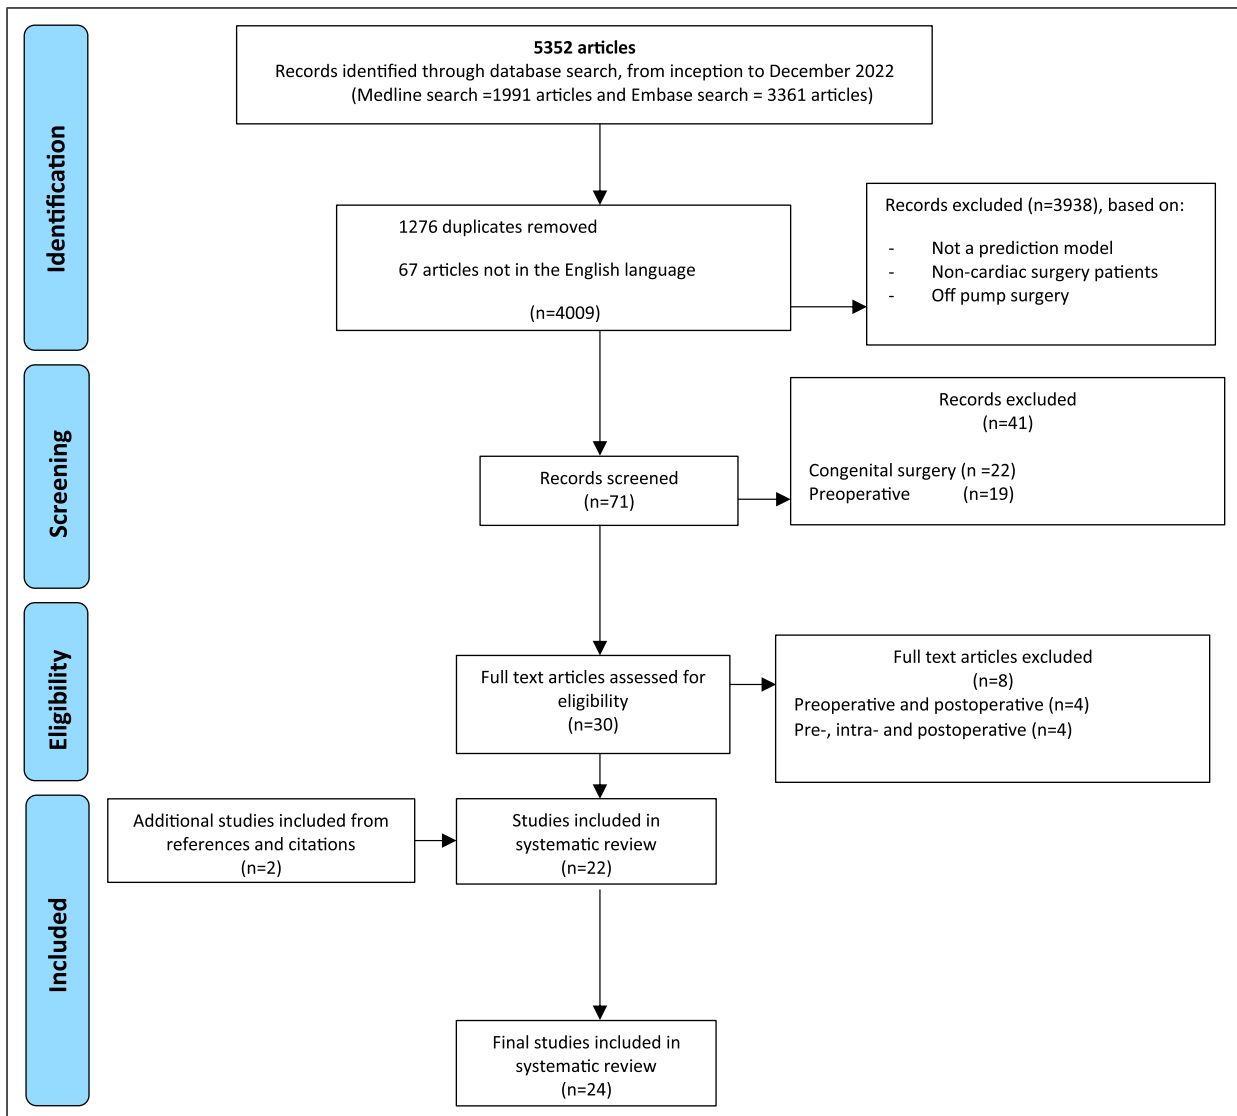 Identification
5352 articles
Records identified through database search, from inception to December 2022
(Medline search =1991 articles and Embase search = 3361 articles)
1276 duplicates removed
67 articles not in the English language
(n=4009)
Records excluded (n=3938), based on:
- Not a prediction model
- Non-cardiac surgery patients
- Off pump surgery
Screening
Records screened
(n=71)
Records excluded
(n=41)
Congenital surgery (n =22)
Preoperative (n=19)
Eligibility
Full text articles assessed for
eligibility
(n=30)
Full text articles excluded
(n=8)
Preoperative and postoperative (n=4)
Pre-, intra- and postoperative (n=4)
Included
Additional studies included from
references and citations
(n=2)
Studies included in
systematic review
(n=22)
Final studies included in
systematic review
(n=24)